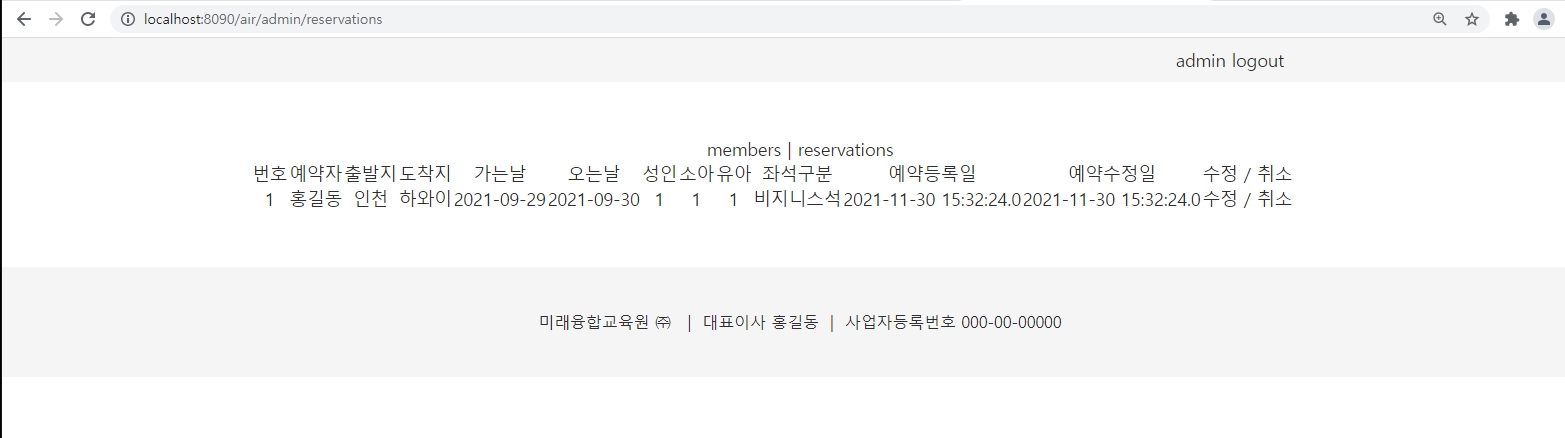 localhost:8090/air/admin/reservations
admin logout
members | reservations
번호 예약자 출발지 도착지 가는날 오는날 성인 소아 유아 좌석구분 예약등록일 예약수정일 수정 / 취소
1 홍길동 인천 하와이 2021-09-29 2021-09-30 1 1 1 비지니스석 2021-11-30 15:32:24.0 2021-11-30 15:32:24.0 수정 / 취소
미래융합교육원 ㈜ | 대표이사 홍길동 | 사업자등록번호 000-00-00000